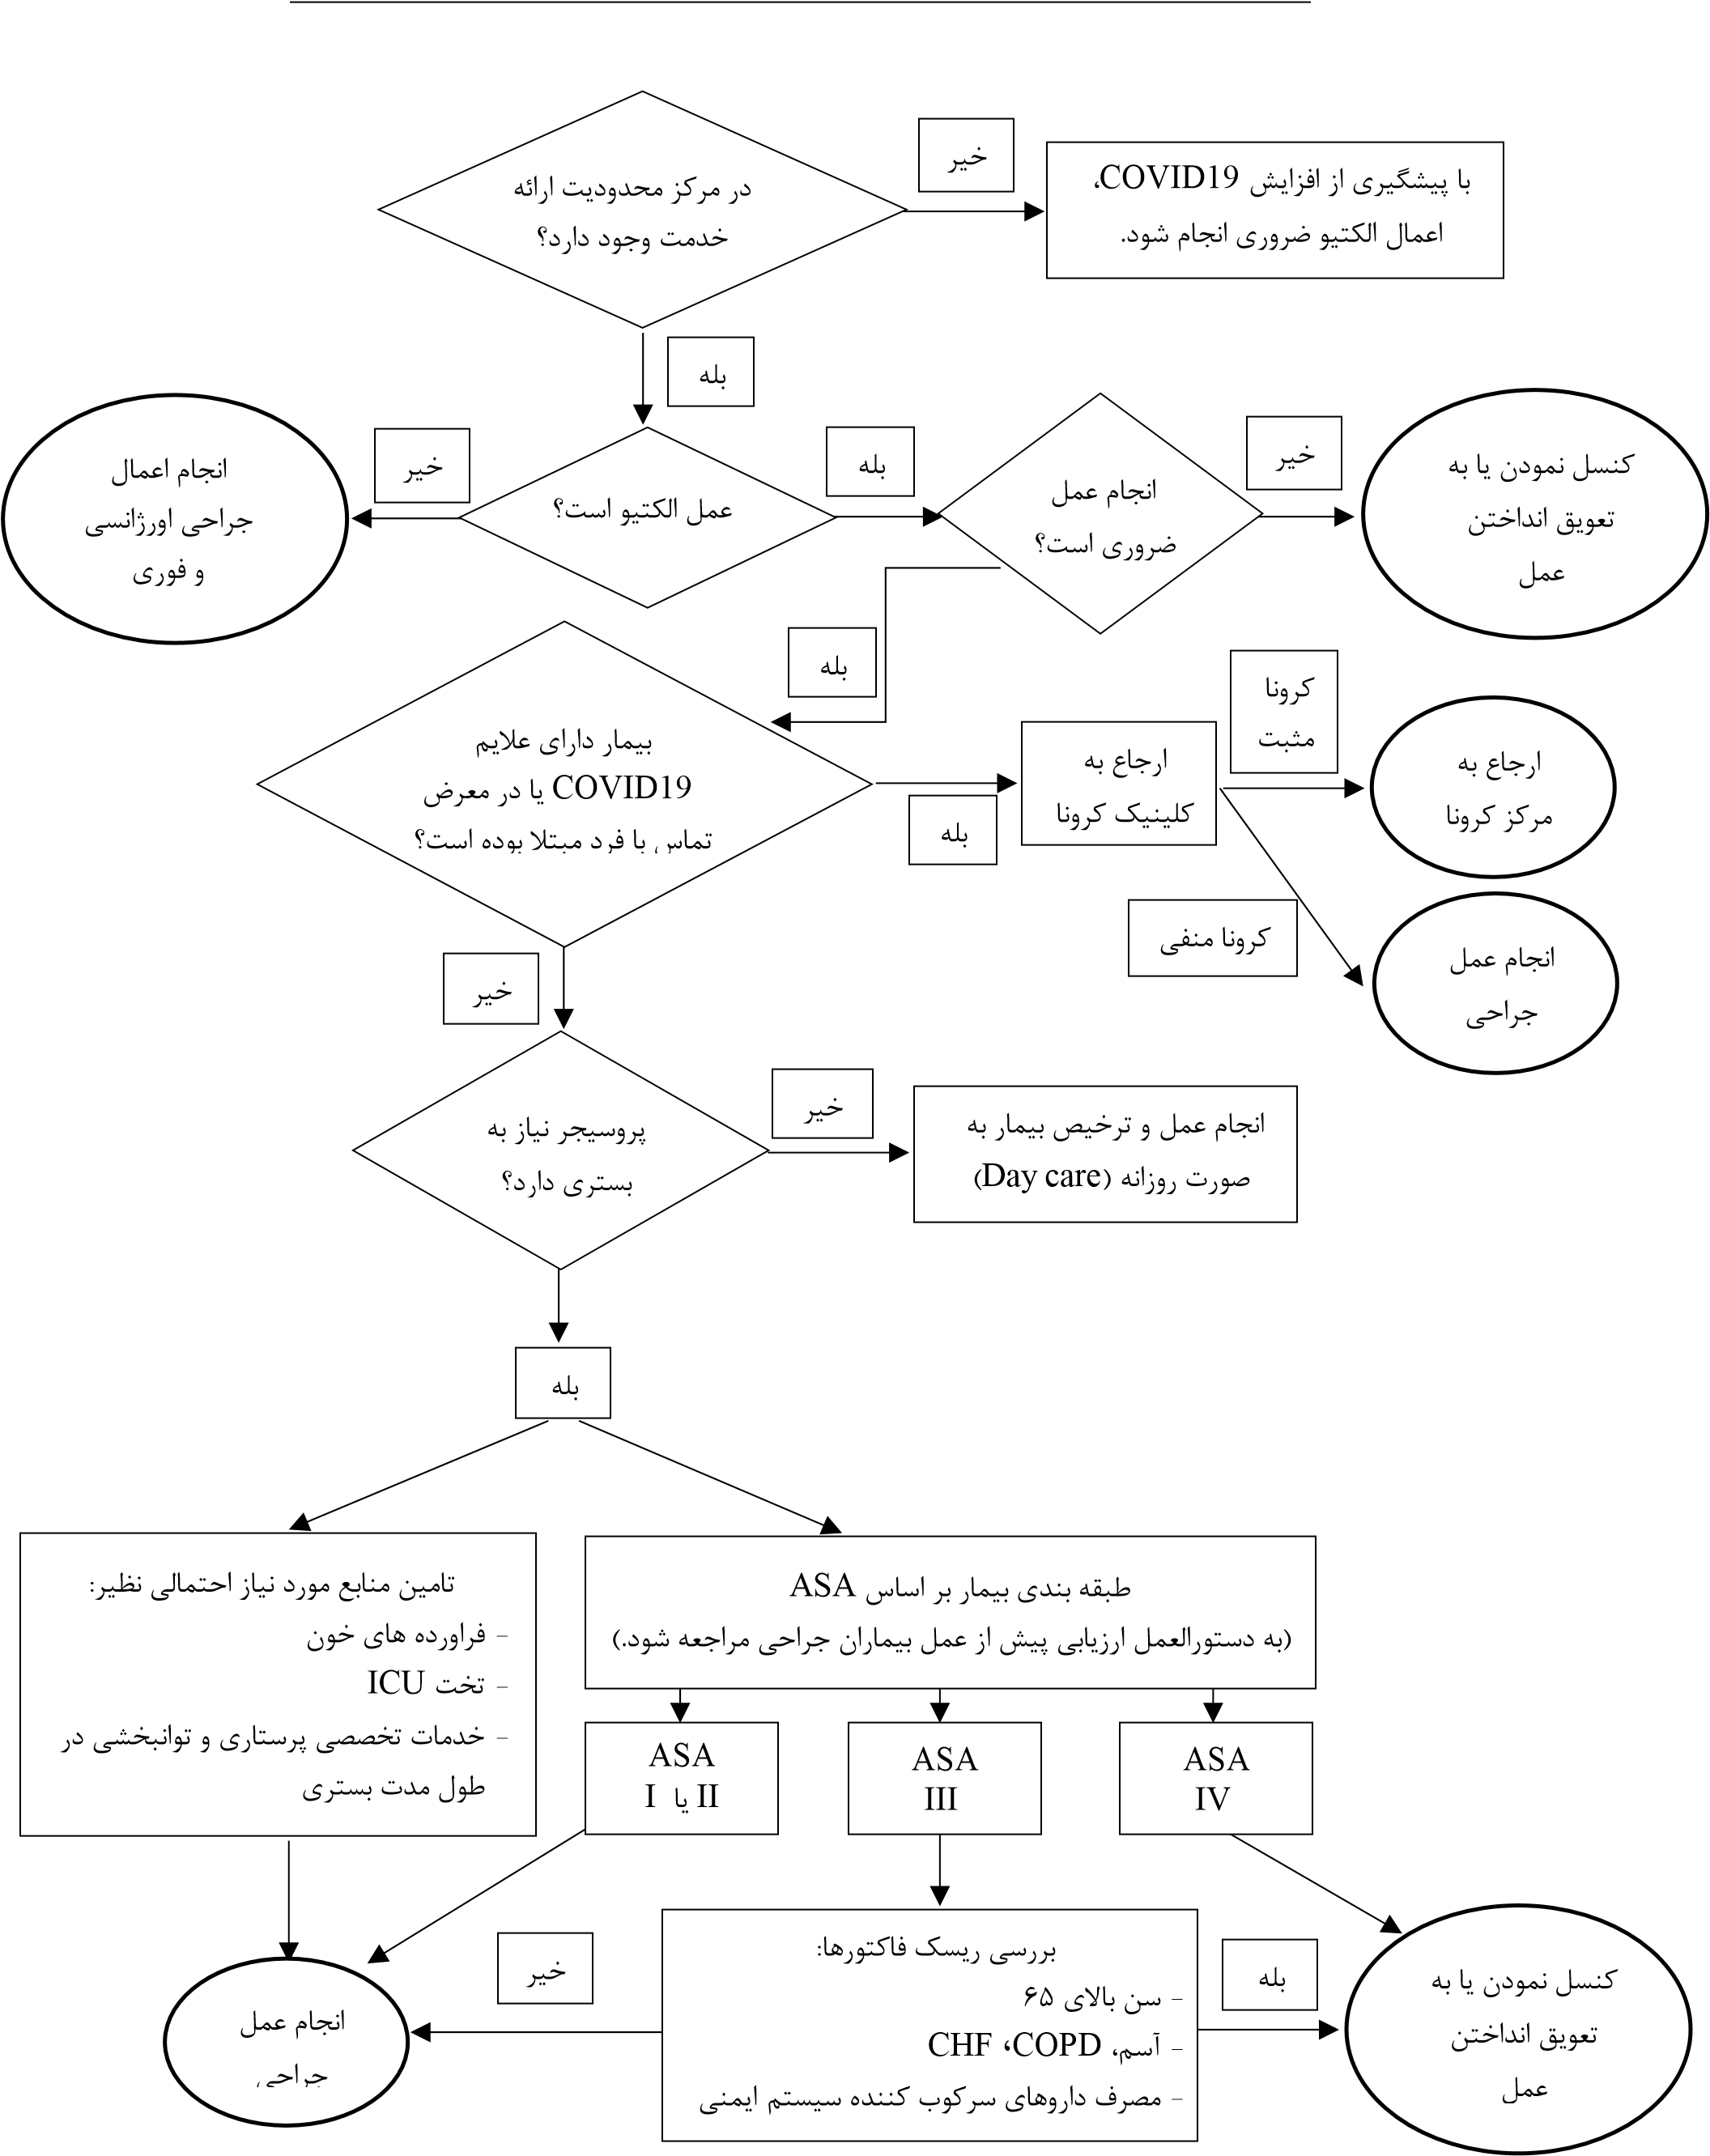 در مرکز محدودیت ارائه
خدمت وجود دارد؟
خیر
با پیشگیری از افزایش COVID19،
اعمال الکتیو ضروری انجام شود.
بله
عمل الکتیو است؟
خیر
انجام اعمال
جراحی اورژانسی
و فوری
بله
انجام عمل
ضروری است؟
خیر
کنسل نمودن یا به
تعویق انداختن
عمل
بله
بیمار دارای علایم
COVID19 یا در معرض
تماس با فرد مبتلا بوده است؟
بله
ارجاع به
کلینیک کرونا
کرونا
مثبت
ارجاع به
مرکز کرونا
کرونا منفی
انجام عمل
جراحی
خیر
پروسیجر نیاز به
بستری دارد؟
خیر
انجام عمل و ترخیص بیمار به
صورت روزانه (Day care)
بله
تامین منابع مورد نیاز احتمالی نظیر:
- فراورده های خون
- تخت ICU
- خدمات تخصصی پرستاری و توانبخشی در
طول مدت بستری
طبقه بندی بیمار بر اساس ASA
(به دستورالعمل ارزیابی پیش از عمل بیماران جراحی مراجعه شود.)
ASA
I یا II
ASA
III
ASA
IV
بررسی ریسک فاکتورها:
- سن بالای ۶۵
- آسم، COPD، CHF
- مصرف داروهای سرکوب کننده سیستم ایمنی
خیر
انجام عمل
جراحی
بله
کنسل نمودن یا به
تعویق انداختن
عمل